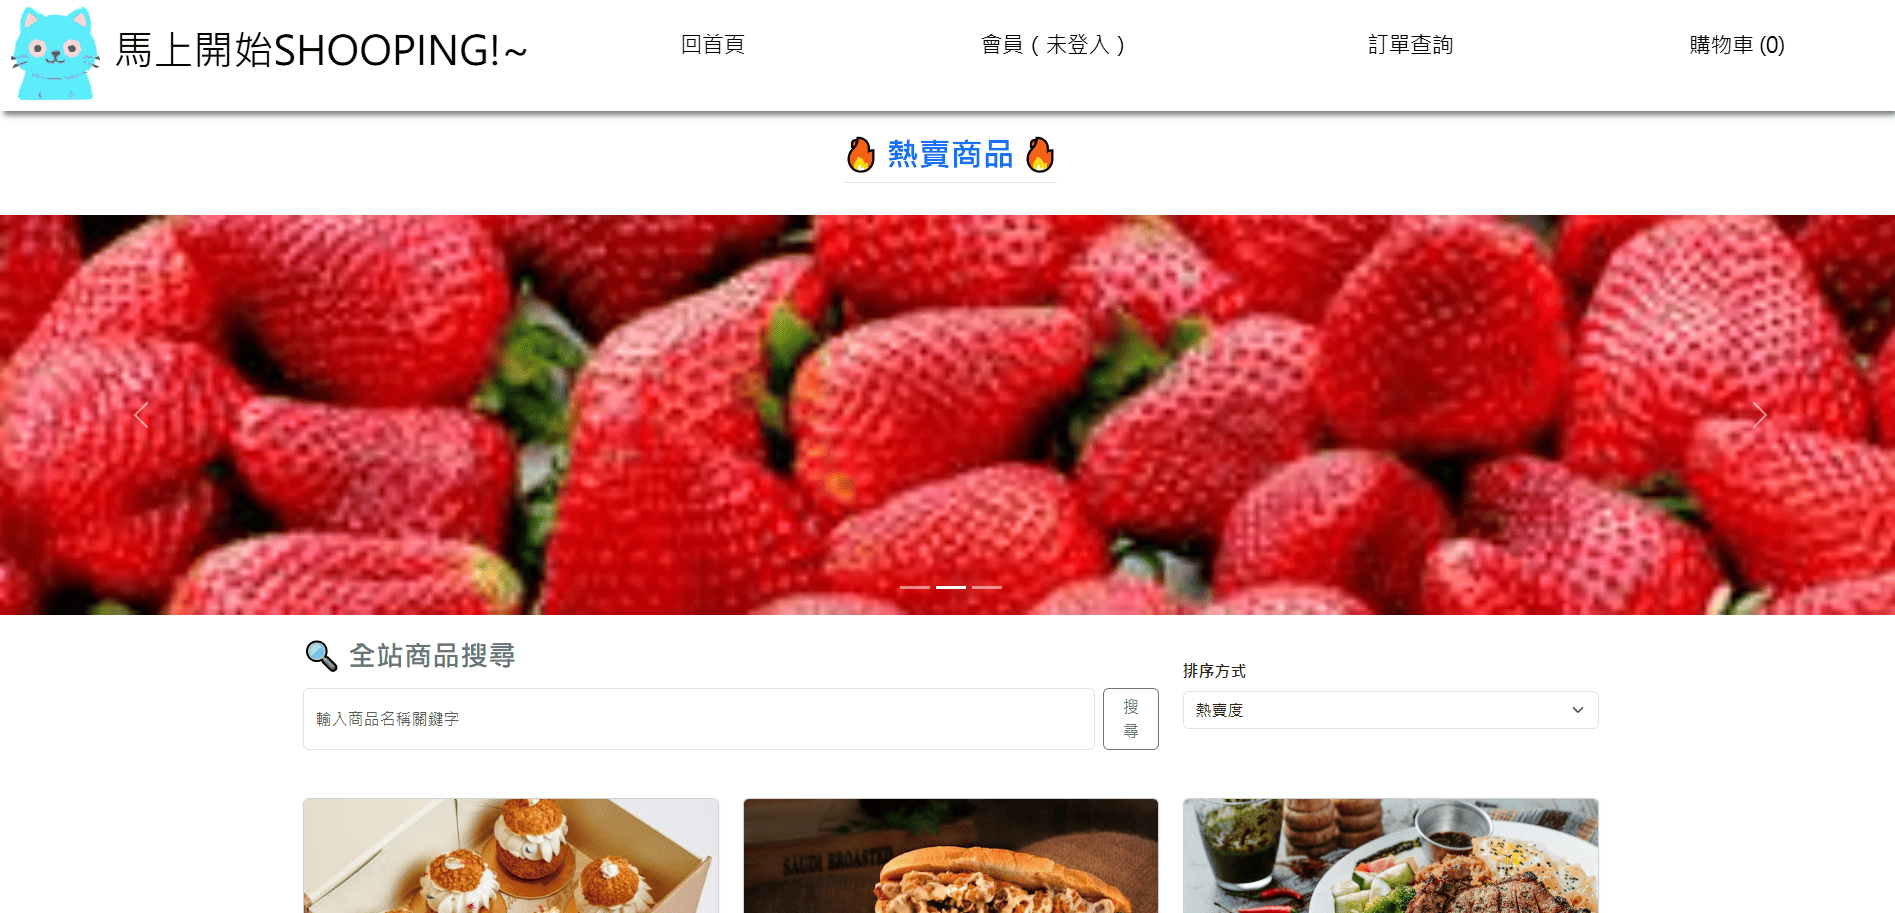 馬上開始SHOOPING!~
回首頁
會員 ( 未登入 )
訂單查詢
購物車 (0)
🔥 熱賣商品 🔥
🔍 全站商品搜尋
輸入商品名稱關鍵字
搜
尋
排序方式
熱賣度
SAUDI BROASTED